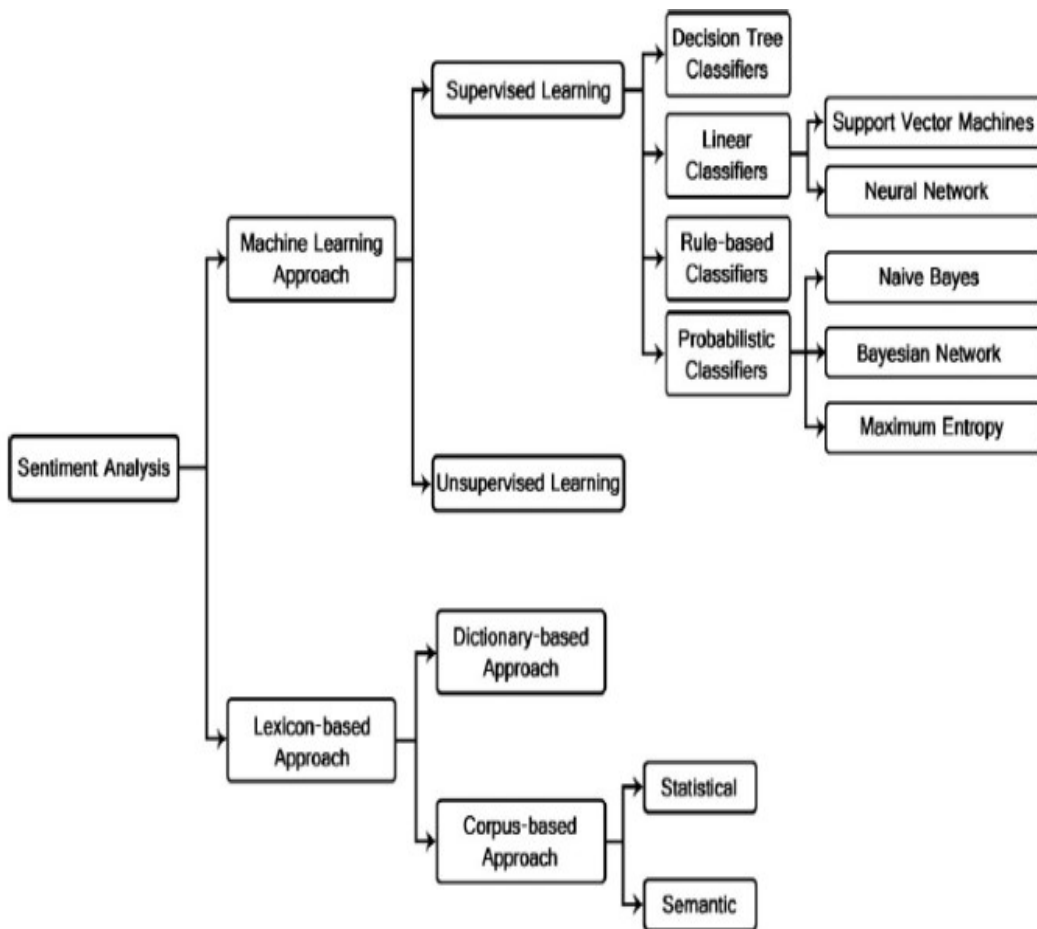 Decision Tree
Classifiers
Supervised Learning
Support Vector Machines
Linear
Classifiers
Neural Network
Machine Learning
Approach
Rule-based
Classifiers
Naive Bayes
Probabilistic
Classifiers
Bayesian Network
Maximum Entropy
Sentiment Analysis
Unsupervised Learning
Dictionary-based
Approach
Lexicon-based
Approach
Statistical
Corpus-based
Approach
Semantic